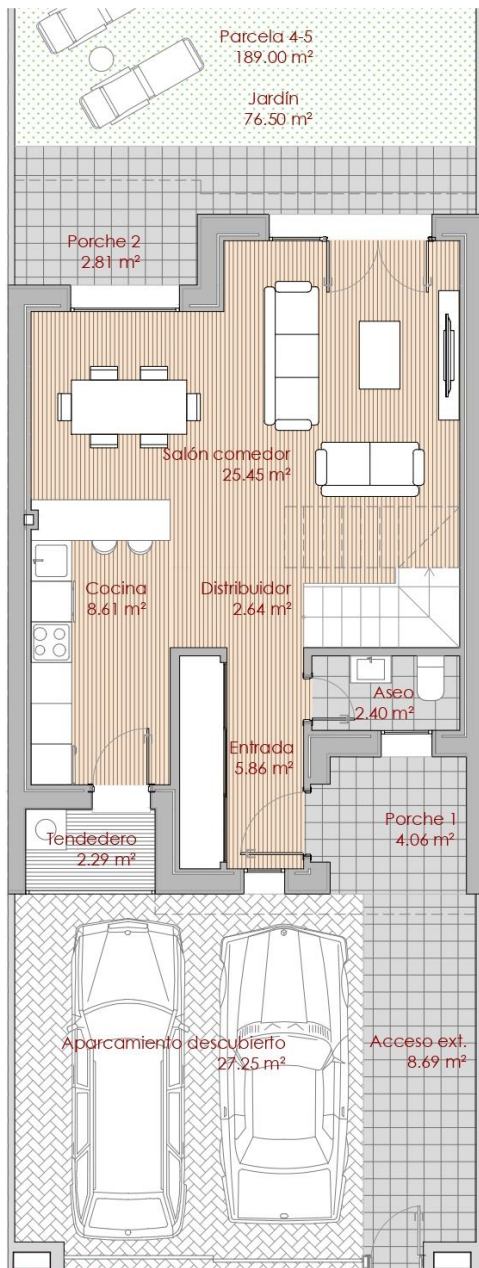 Parcela 4-5
189.00 m²
Jardín
76.50 m²
Porche 2
2.81 m²
Salón comedor
25.45 m²
Cocina
8.61 m²
Distribuidor
2.64 m²
Aseo
2.40 m²
Entrada
5.86 m²
Porche 1
4.06 m²
Tendedero
2.29 m²
Aparcamiento descubierto
27.25 m²
Acceso ext.
8.69 m²